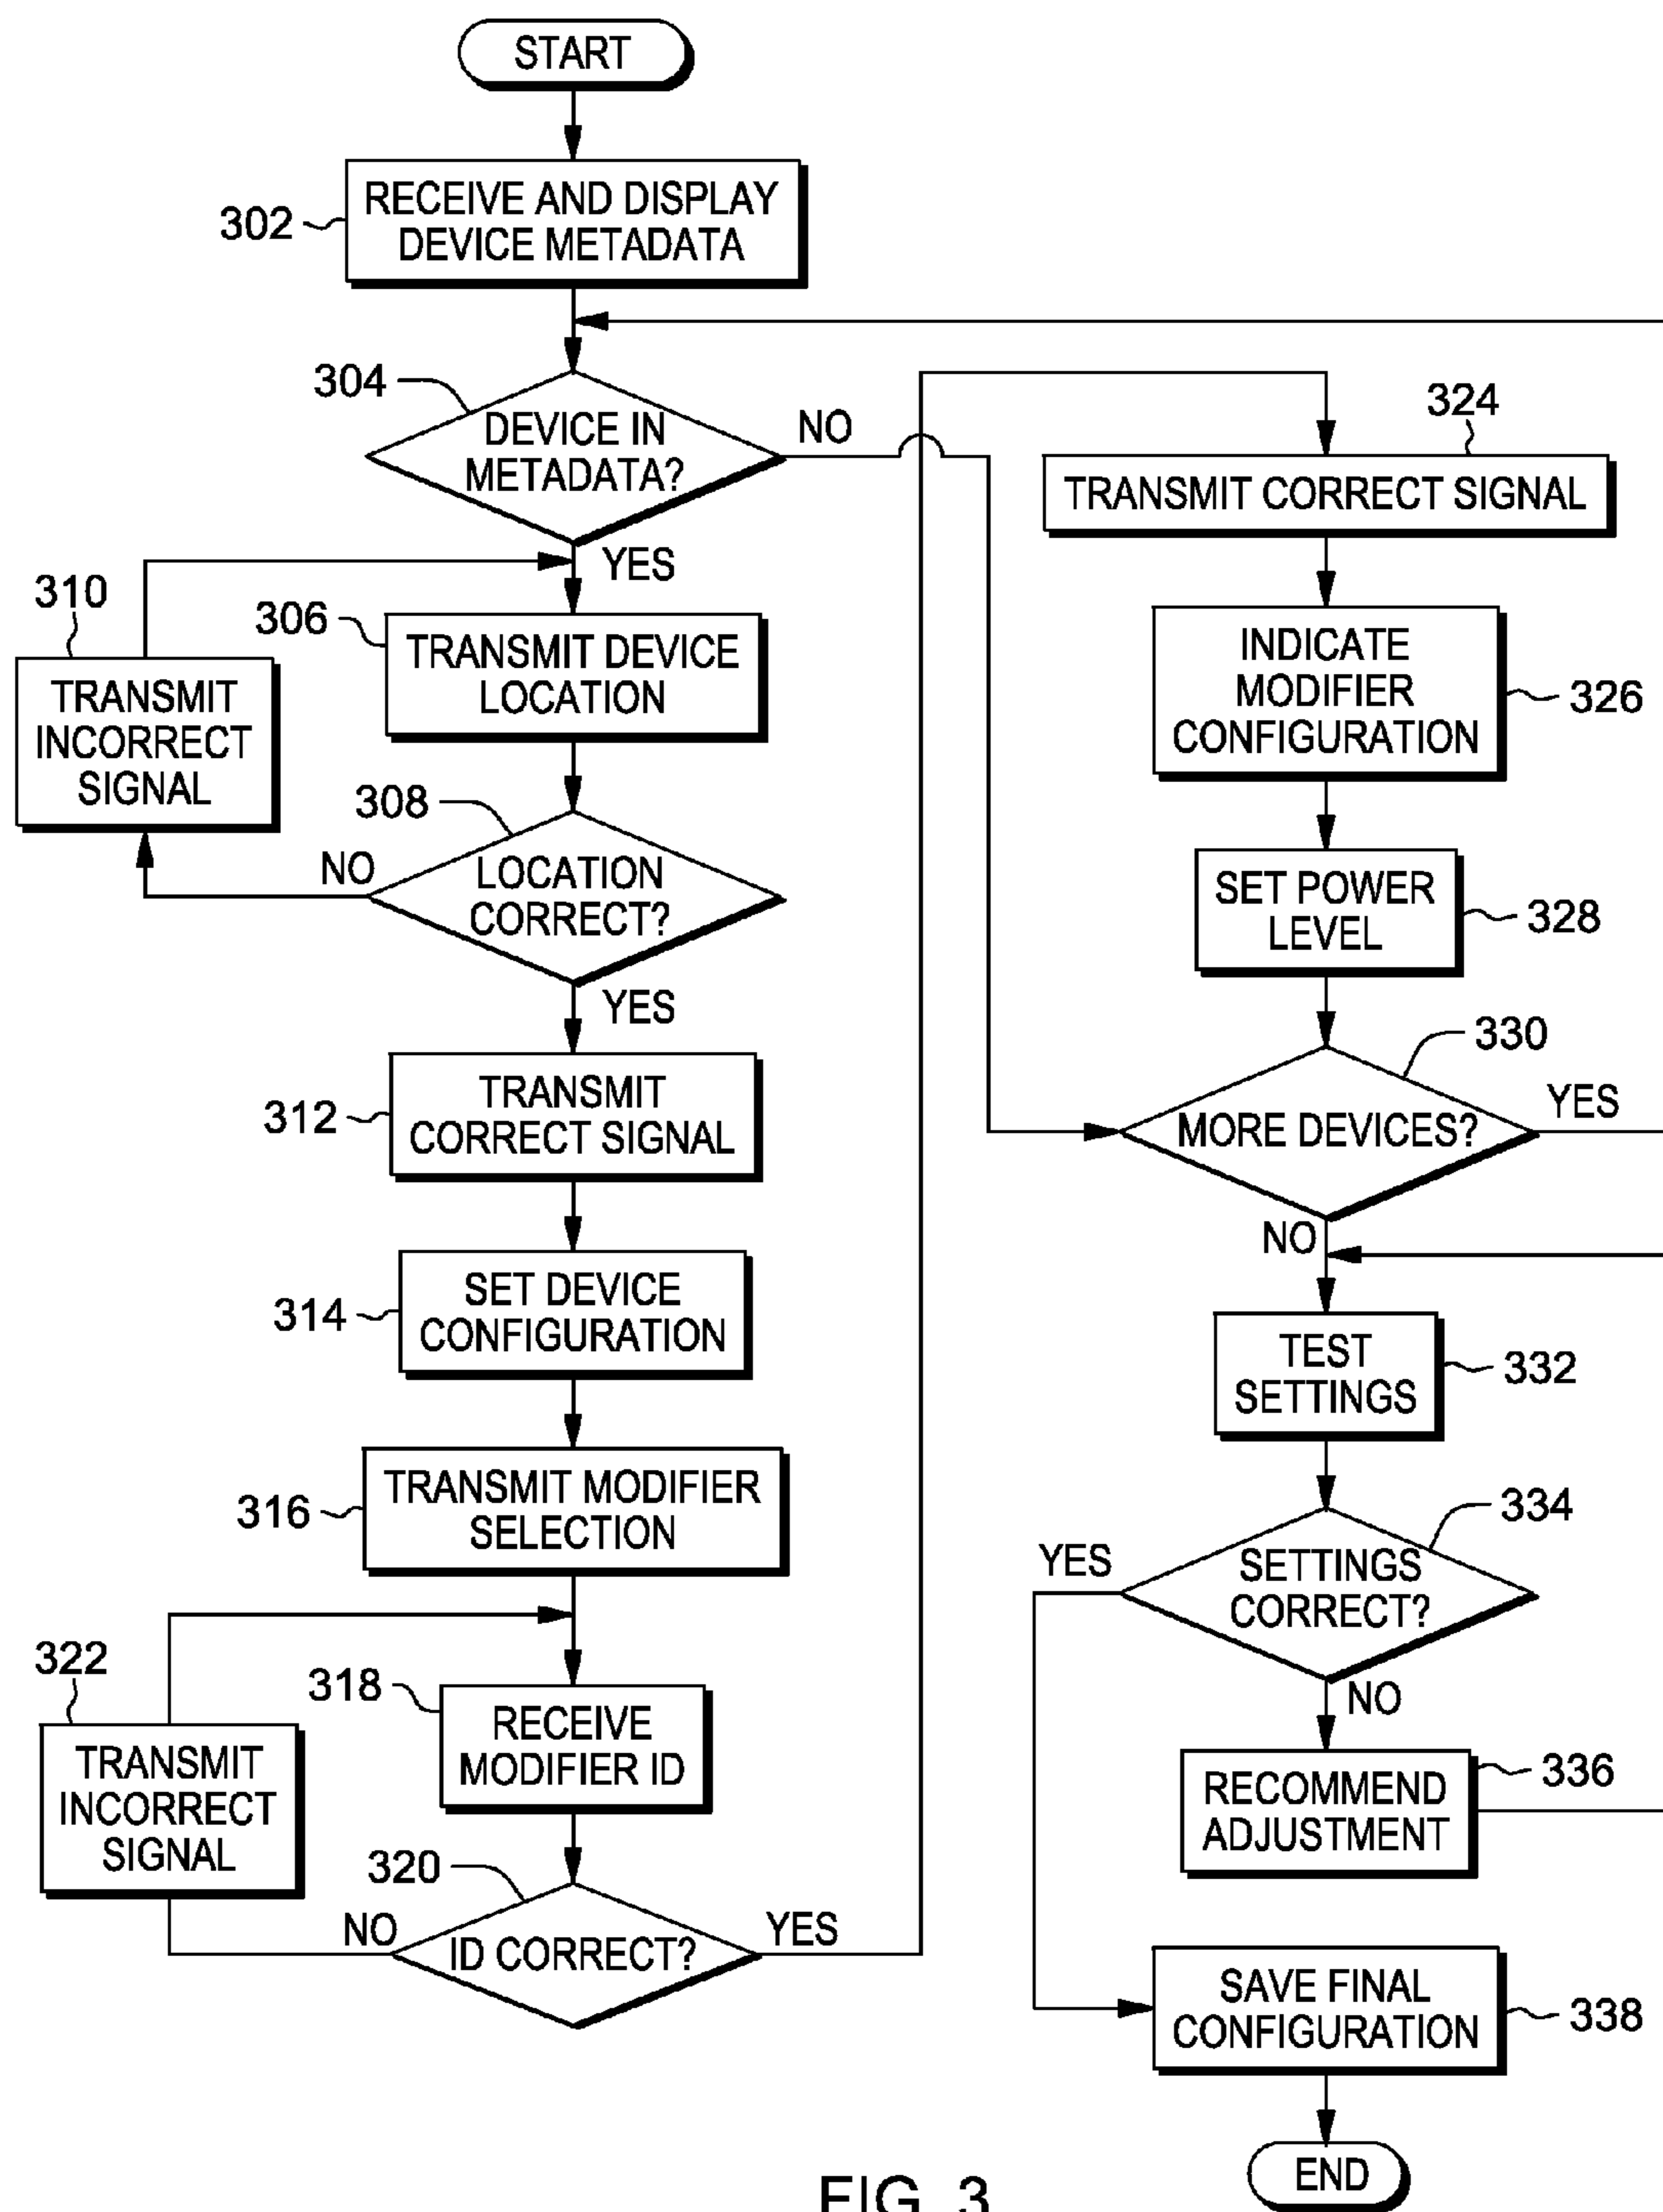 START
302
RECEIVE AND DISPLAY
DEVICE METADATA
304
DEVICE IN
METADATA?
NO
YES
310
TRANSMIT
INCORRECT
SIGNAL
306
TRANSMIT DEVICE
LOCATION
308
LOCATION
CORRECT?
NO
YES
312
TRANSMIT
CORRECT SIGNAL
314
SET DEVICE
CONFIGURATION
316
TRANSMIT MODIFIER
SELECTION
322
TRANSMIT
INCORRECT
SIGNAL
318
RECEIVE
MODIFIER ID
320
ID CORRECT?
NO
YES
324
TRANSMIT CORRECT SIGNAL
INDICATE
MODIFIER
CONFIGURATION
326
SET POWER
LEVEL
328
330
MORE DEVICES?
YES
NO
TEST
SETTINGS
332
334
SETTINGS
CORRECT?
YES
NO
RECOMMEND
ADJUSTMENT
336
SAVE FINAL
CONFIGURATION
338
END
FIG. 3